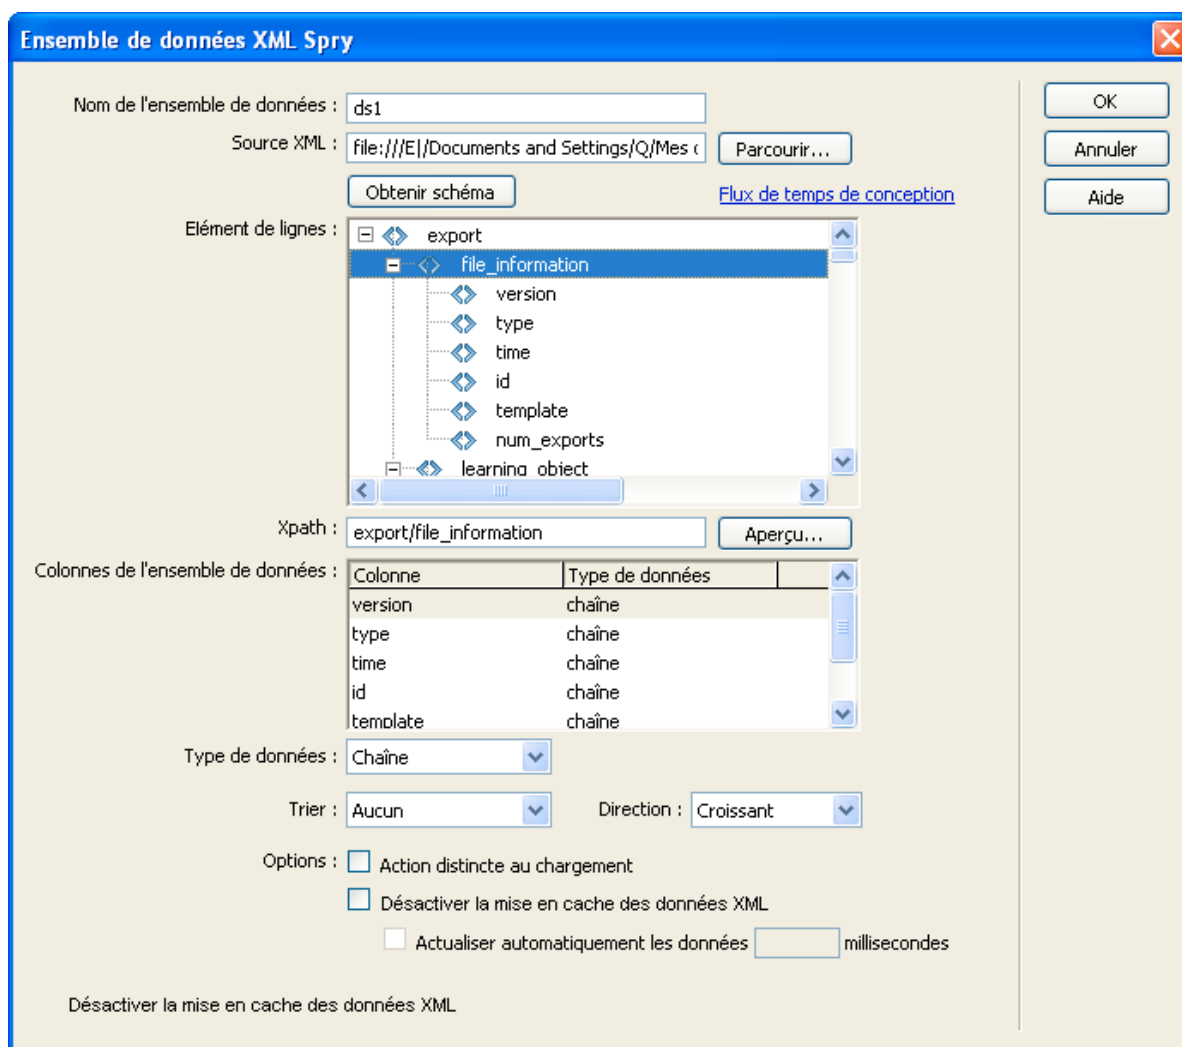 Ensemble de données XML Spry
Nom de l'ensemble de données : ds1
OK
Source XML : file:///E|/Documents and Settings/Q/Mes Parcourir...
Annuler
Obtenir schéma Flux de temps de conception
Aide
Elément de lignes : export
file_information
version
type
time
id
template
num_exports
learning_object
Xpath : export/file_information Aperçu...
Colonnes de l'ensemble de données : Colonne Type de données
version chaîne
type chaîne
time chaîne
id chaîne
template chaîne
Type de données : Chaîne
Trier : Aucun Direction : Croissant
Options : Action distincte au chargement
Désactiver la mise en cache des données XML
Actualiser automatiquement les données millisecondes
Désactiver la mise en cache des données XML